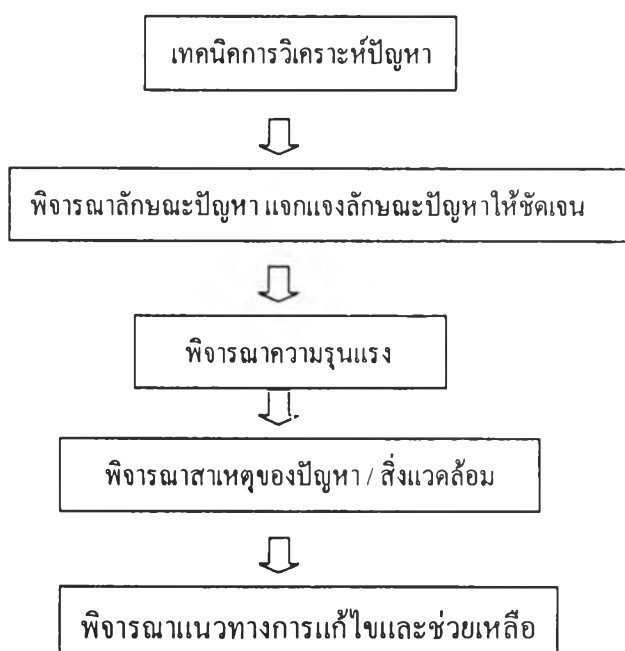 เทคนิคการวิเคราะห์ปัญหา
พิจารณาลักษณะปัญหา แจกแจงลักษณะปัญหาให้ชัดเจน
พิจารณาความรุนแรง
พิจารณาสาเหตุของปัญหา / สิ่งแวดล้อม
พิจารณาแนวทางการแก้ไขและช่วยเหลือ